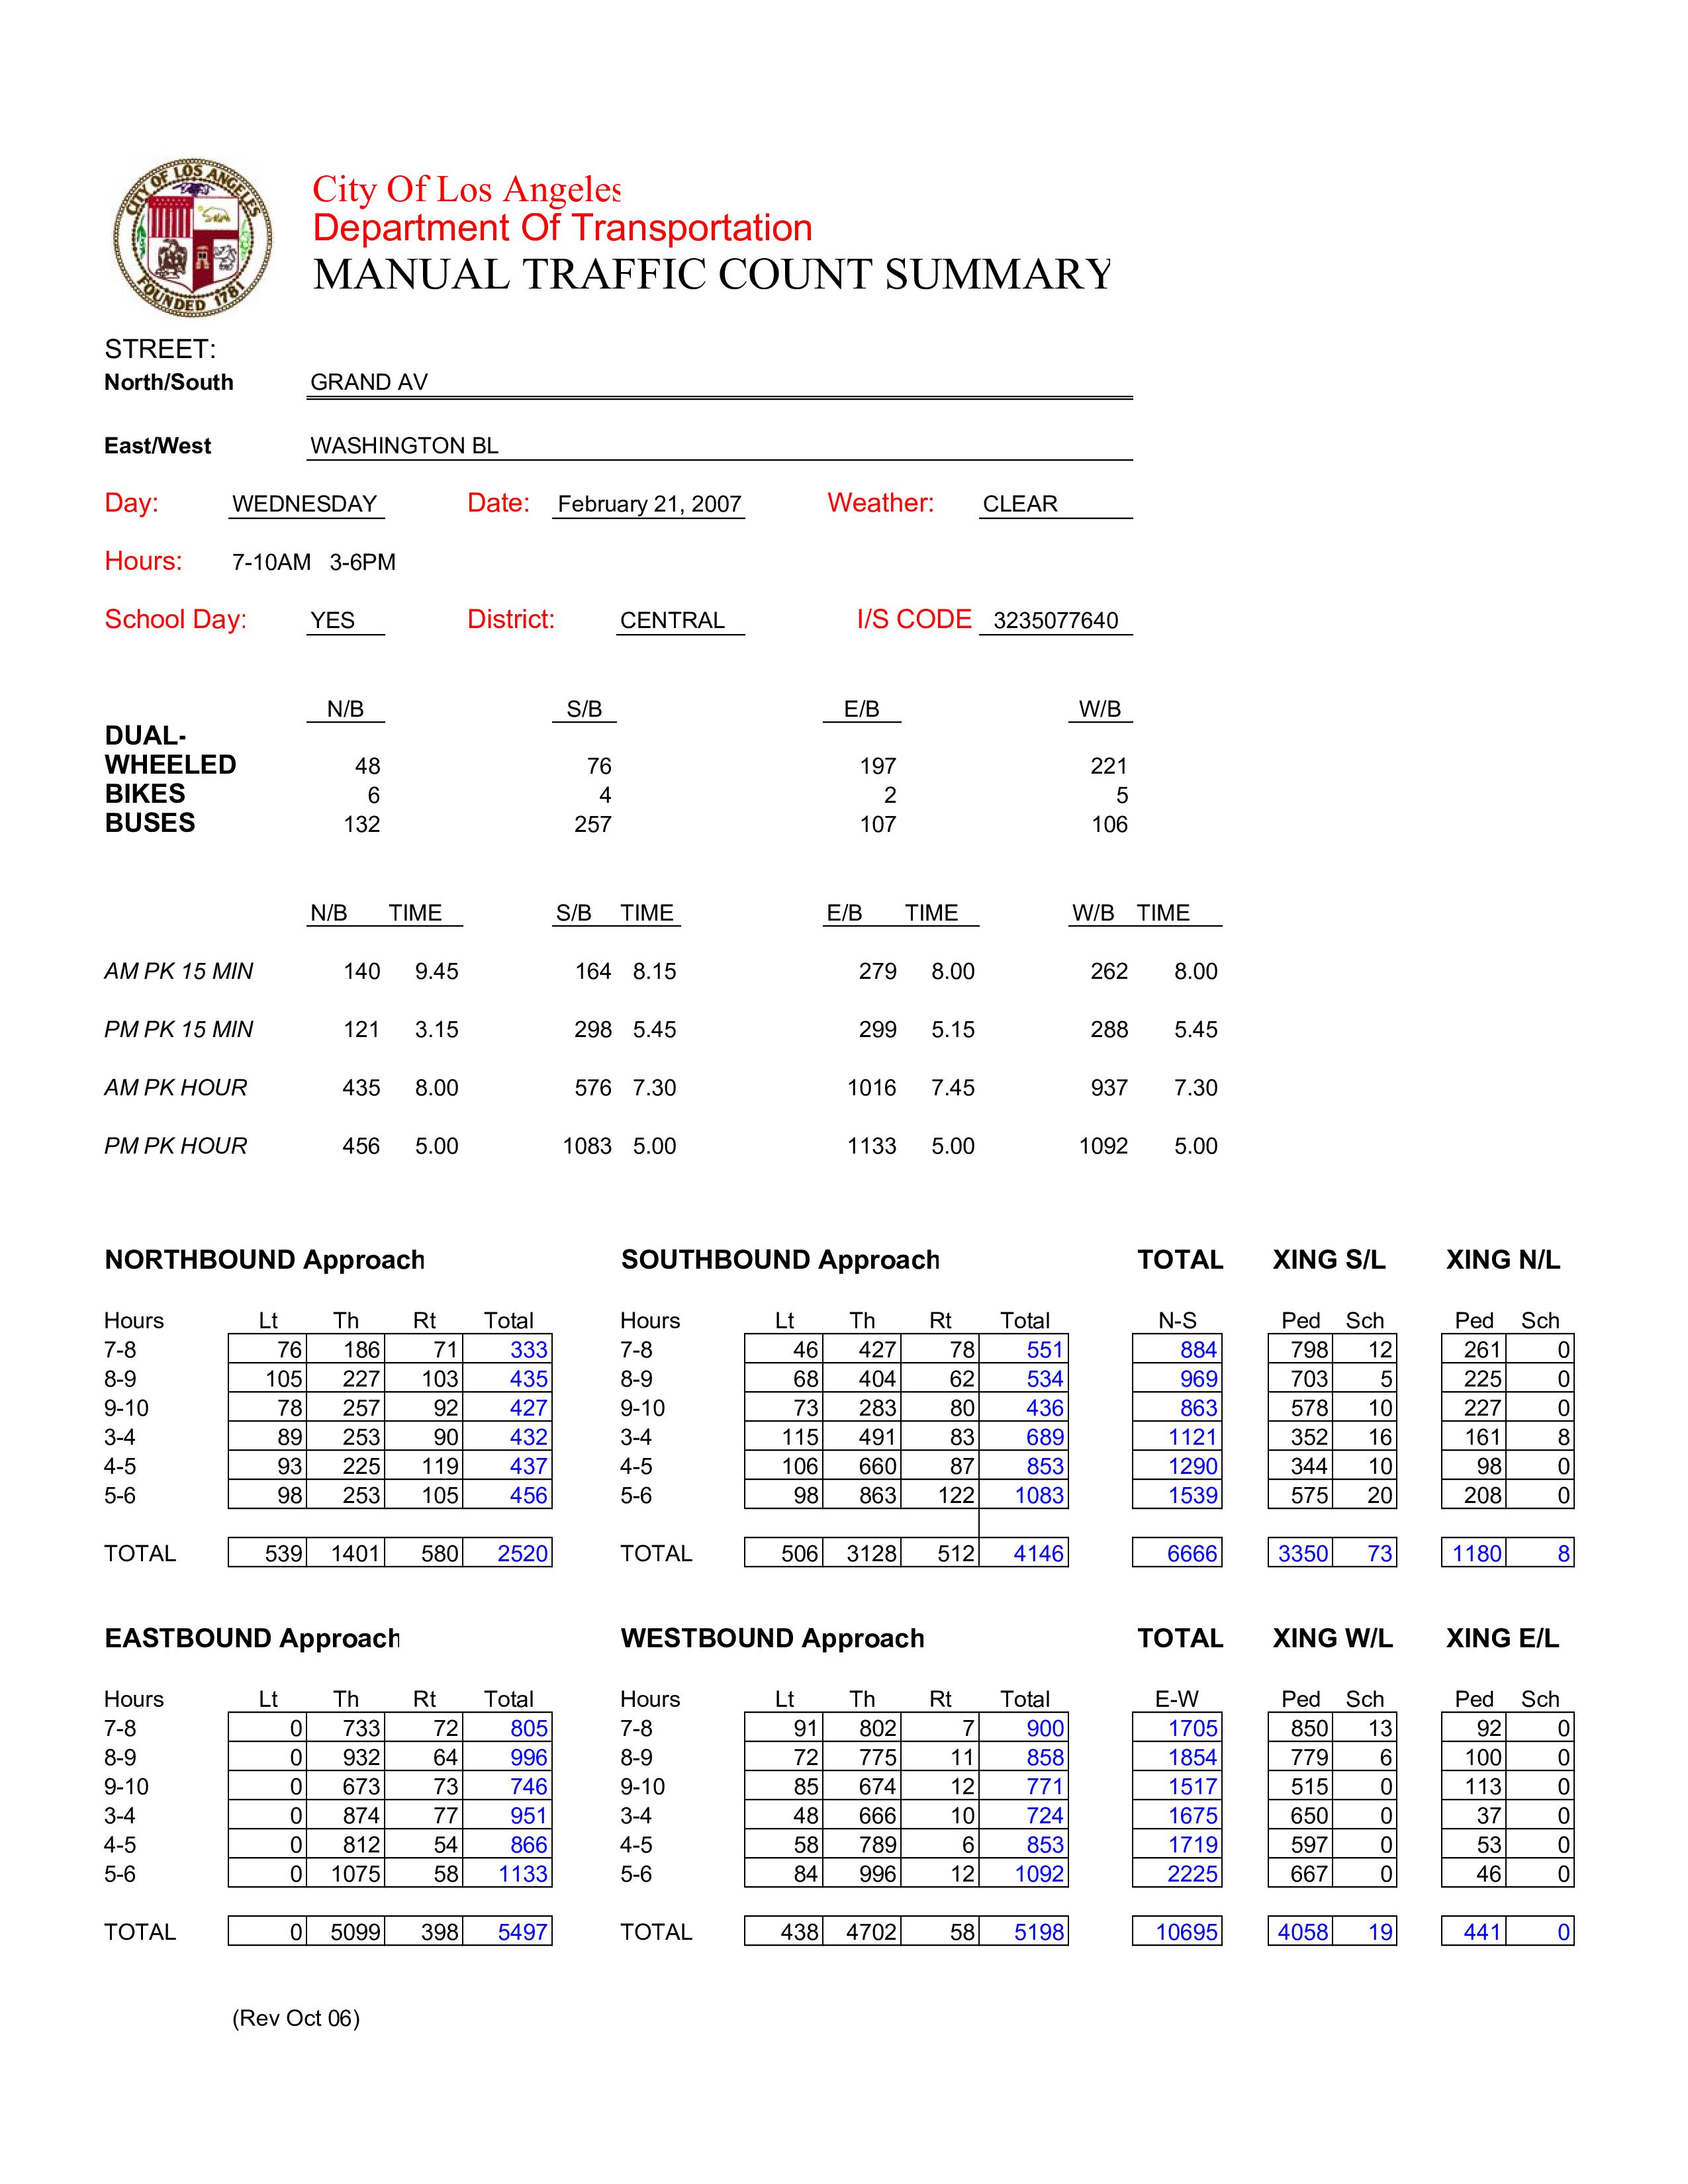 CITY OF LOS ANGELES
FOUNDED 1781
City Of Los Angeles
Department Of Transportation
MANUAL TRAFFIC COUNT SUMMARY
STREET:
North/South GRAND AV
East/West WASHINGTON BL
Day: WEDNESDAY Date: February 21, 2007 Weather: CLEAR
Hours: 7-10AM 3-6PM
School Day: YES District: CENTRAL I/S CODE 3235077640
N/B S/B E/B W/B
DUAL-
WHEELED 48 76 197 221
BIKES 6 4 2 5
BUSES 132 257 107 106
N/B TIME S/B TIME E/B TIME W/B TIME
AM PK 15 MIN 140 9.45 164 8.15 279 8.00 262 8.00
PM PK 15 MIN 121 3.15 298 5.45 299 5.15 288 5.45
AM PK HOUR 435 8.00 576 7.30 1016 7.45 937 7.30
PM PK HOUR 456 5.00 1083 5.00 1133 5.00 1092 5.00
NORTHBOUND Approach SOUTHBOUND Approach TOTAL XING S/L XING N/L
Hours Lt Th Rt Total Hours Lt Th Rt Total N-S Ped Sch Ped Sch
7-8 76 186 71 333 7-8 46 427 78 551 884 798 12 261 0
8-9 105 227 103 435 8-9 68 404 62 534 969 703 5 225 0
9-10 78 257 92 427 9-10 73 283 80 436 863 578 10 227 0
3-4 89 253 90 432 3-4 115 491 83 689 1121 352 16 161 8
4-5 93 225 119 437 4-5 106 660 87 853 1290 344 10 98 0
5-6 98 253 105 456 5-6 98 863 122 1083 1539 575 20 208 0
TOTAL 539 1401 580 2520 TOTAL 506 3128 512 4146 6666 3350 73 1180 8
EASTBOUND Approach WESTBOUND Approach TOTAL XING W/L XING E/L
Hours Lt Th Rt Total Hours Lt Th Rt Total E-W Ped Sch Ped Sch
7-8 0 733 72 805 7-8 91 802 7 900 1705 850 13 92 0
8-9 0 932 64 996 8-9 72 775 11 858 1854 779 6 100 0
9-10 0 673 73 746 9-10 85 674 12 771 1517 515 0 113 0
3-4 0 874 77 951 3-4 48 666 10 724 1675 650 0 37 0
4-5 0 812 54 866 4-5 58 789 6 853 1719 597 0 53 0
5-6 0 1075 58 1133 5-6 84 996 12 1092 2225 667 0 46 0
TOTAL 0 5099 398 5497 TOTAL 438 4702 58 5198 10695 4058 19 441 0
(Rev Oct 06)